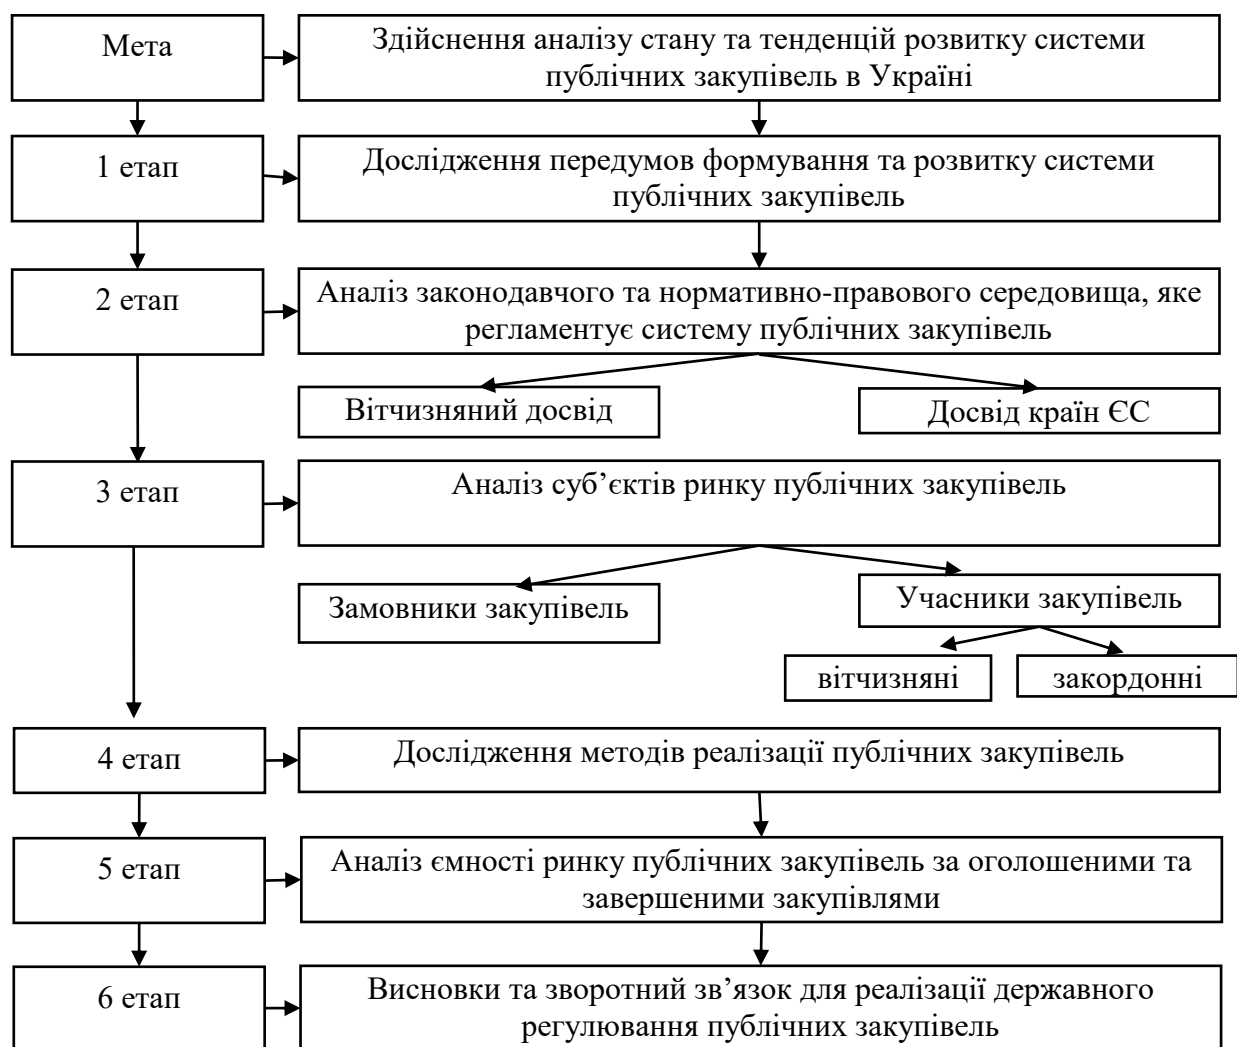 Мета
Здійснення аналізу стану та тенденцій розвитку системи
публічних закупівель в Україні
1 етап
Дослідження передумов формування та розвитку системи
публічних закупівель
2 етап
Аналіз законодавчого та нормативно-правового середовища, яке
регламентує систему публічних закупівель
Вітчизняний досвід
Досвід країн ЄС
3 етап
Аналіз суб’єктів ринку публічних закупівель
Замовники закупівель
Учасники закупівель
вітчизняні
закордонні
4 етап
Дослідження методів реалізації публічних закупівель
5 етап
Аналіз ємності ринку публічних закупівель за оголошеними та
завершеними закупівлями
6 етап
Висновки та зворотний зв’язок для реалізації державного
регулювання публічних закупівель